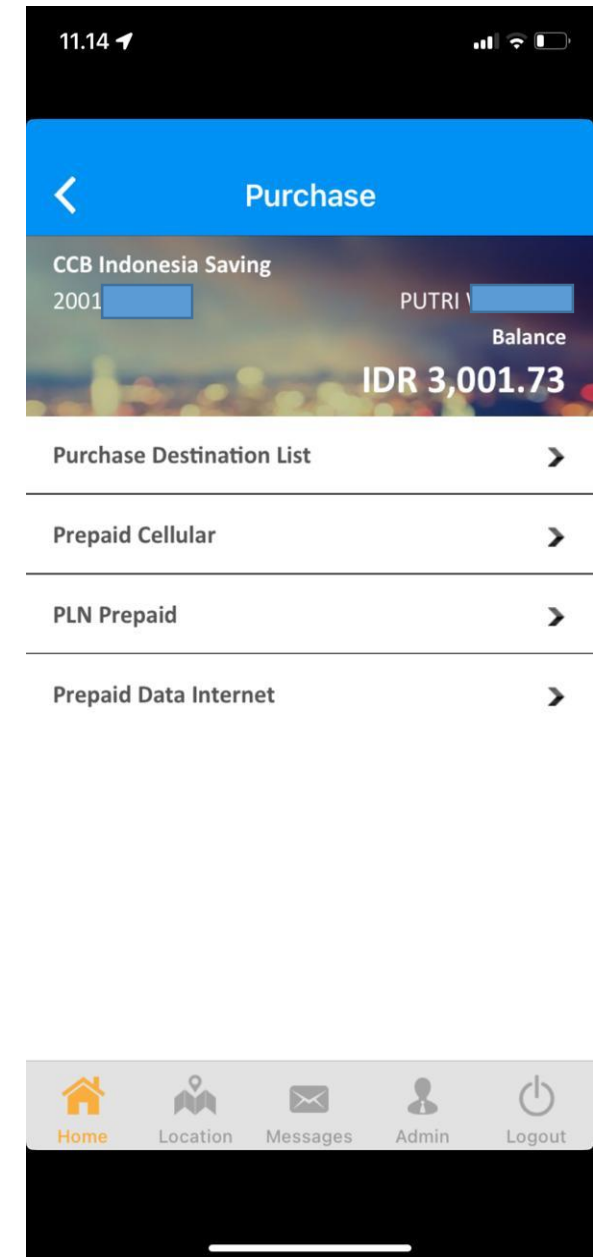 11.14
Purchase
CCB Indonesia Saving
2001
PUTRI
Balance
IDR 3,001.73
Purchase Destination List
Prepaid Cellular
PLN Prepaid
Prepaid Data Internet
Home Location Messages Admin Logout